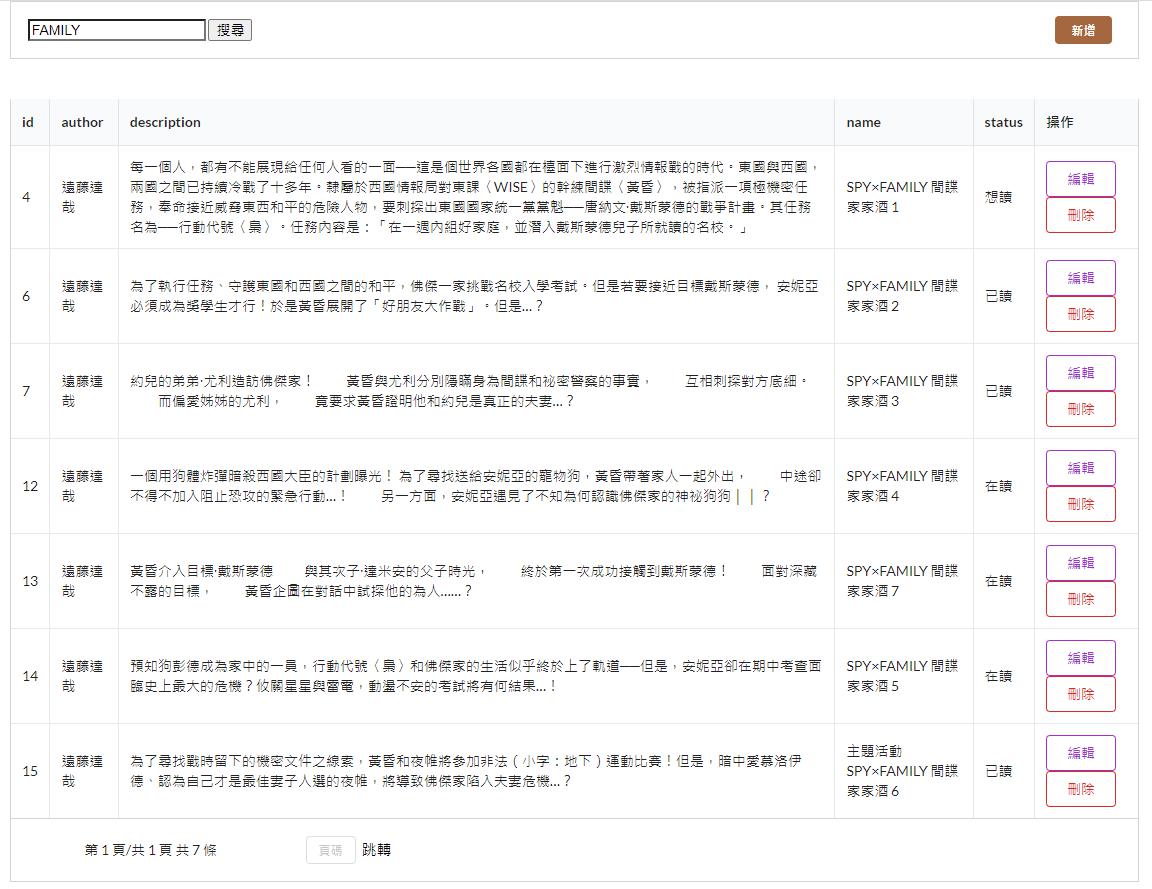 FAMILY 搜尋 新增
id author description name status 操作
4
遠藤達
哉
每一個人，都有不能展現給任何人看的一面──這是個世界各國都在檯面下進行激烈情報戰的時代。東國與西國，
兩國之間已持續冷戰了十多年。隸屬於西國情報局對東課〈WISE〉的幹練間諜〈黃昏〉，被指派一項極機密任
務，奉命接近威脅東西和平的危險人物，要刺探出東國國家統一黨黨魁──唐納文‧戴斯蒙德的戰爭計畫。其任務
名為──行動代號〈梟〉。任務內容是：「在一週內組好家庭，並潛入戴斯蒙德兒子所就讀的名校。」
SPY×FAMILY 間諜
家家酒 1
想讀
編輯
刪除
6
遠藤達
哉
為了執行任務、守護東國和西國之間的和平，佛傑一家挑戰名校入學考試。但是若要接近目標戴斯蒙德， 安妮亞
必須成為獎學生才行！於是黃昏展開了「好朋友大作戰」。但是...？
SPY×FAMILY 間諜
家家酒 2
已讀
編輯
刪除
7
遠藤達
哉
約兒的弟弟‧尤利造訪佛傑家！ 黃昏與尤利分別隱瞞身為間諜和祕密警察的事實， 互相刺探對方底細。
而偏愛姊姊的尤利， 竟要求黃昏證明他和約兒是真正的夫妻...？
SPY×FAMILY 間諜
家家酒 3
已讀
編輯
刪除
12
遠藤達
哉
一個用狗體炸彈暗殺西國大臣的計劃曝光！ 為了尋找送給安妮亞的寵物狗，黃昏帶著家人一起外出， 中途卻
不得不加入阻止恐攻的緊急行動...！ 另一方面，安妮亞遇見了不知為何認識佛傑家的神祕狗狗││？
SPY×FAMILY 間諜
家家酒 4
在讀
編輯
刪除
13
遠藤達
哉
黃昏介入目標‧戴斯蒙德 與其次子‧達米安的父子時光， 終於第一次成功接觸到戴斯蒙德！ 面對深藏
不露的目標， 黃昏企圖在對話中試探他的為人......？
SPY×FAMILY 間諜
家家酒 7
在讀
編輯
刪除
14
遠藤達
哉
預知狗彭德成為家中的一員，行動代號〈梟〉和佛傑家的生活似乎終於上了軌道──但是，安妮亞卻在期中考查面
臨史上最大的危機？攸關星星與雷電，動盪不安的考試將有何結果...！
SPY×FAMILY 間諜
家家酒 5
在讀
編輯
刪除
15
遠藤達
哉
為了尋找戰時留下的機密文件之線索，黃昏和夜帷將參加非法（小字：地下）運動比賽！但是，暗中愛慕洛伊
德、認為自己才是最佳妻子人選的夜帷，將導致佛傑家陷入夫妻危機...？
主題活動
SPY×FAMILY 間諜
家家酒 6
已讀
編輯
刪除
第 1 頁/共 1 頁 共 7 條 頁碼 跳轉